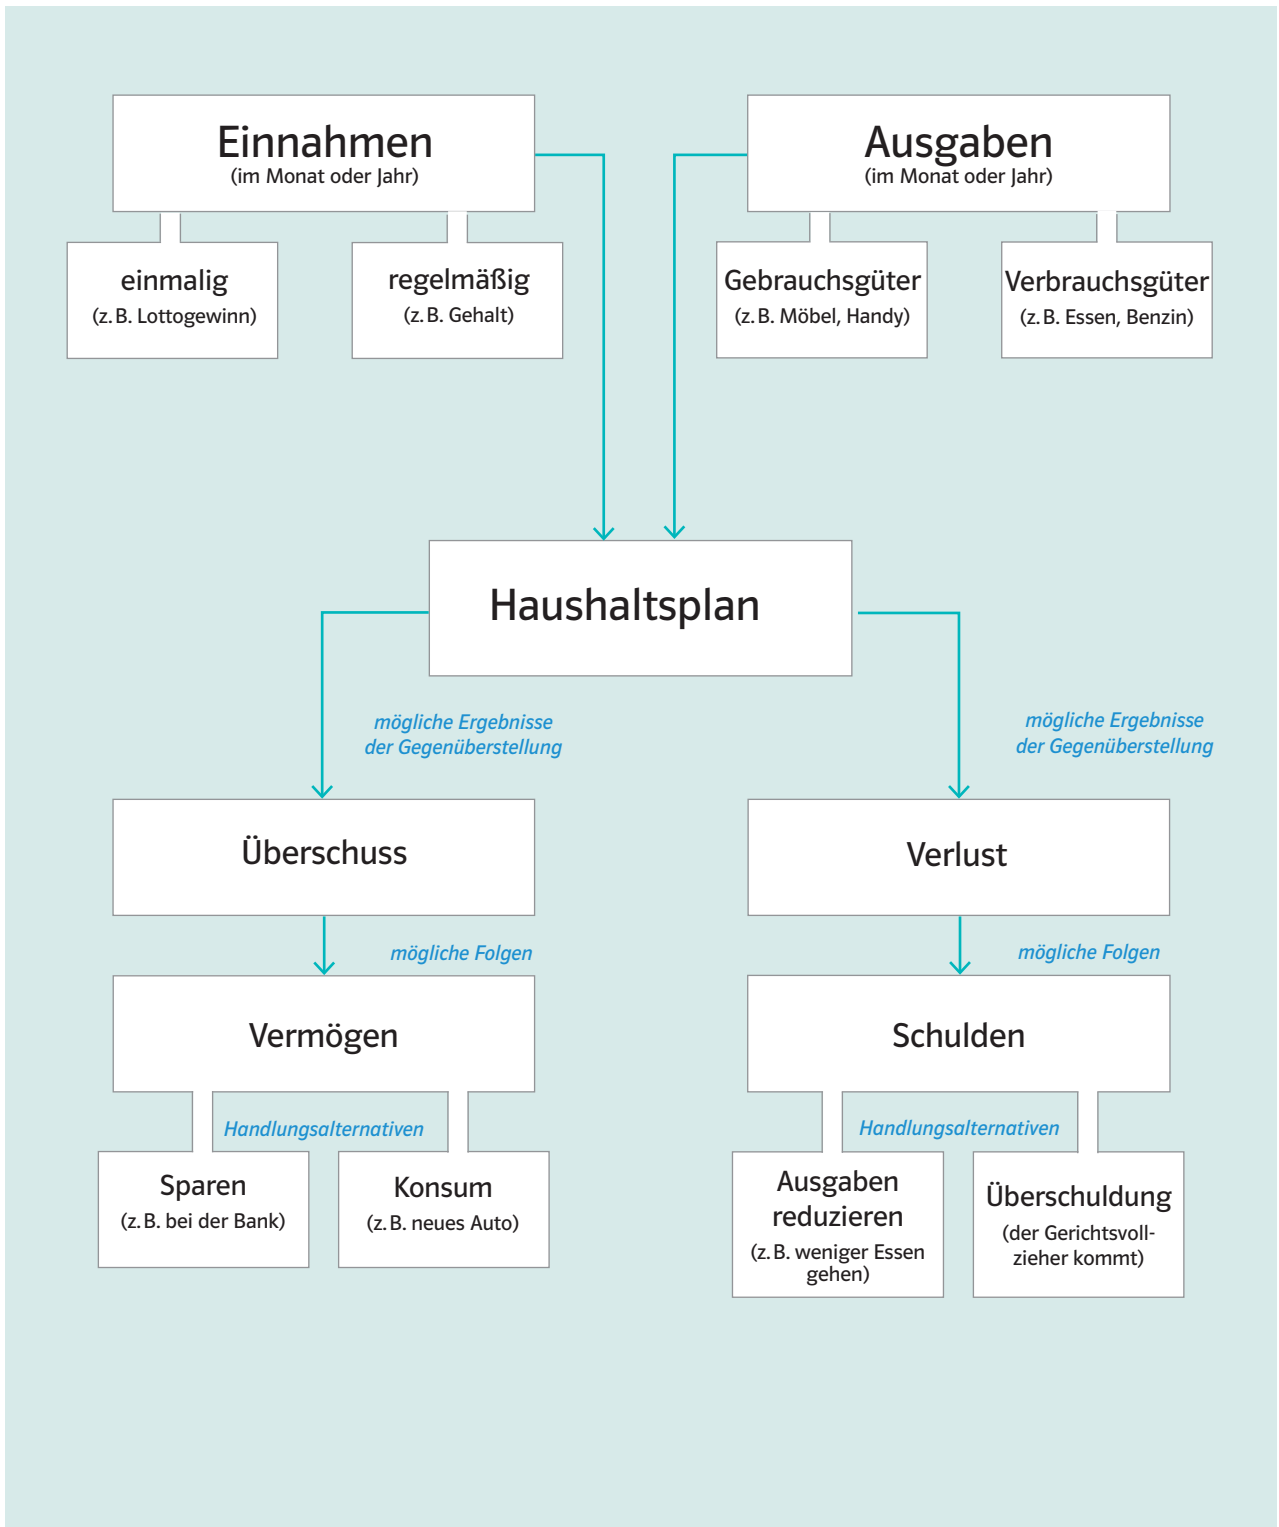 Einnahmen
(im Monat oder Jahr)
Ausgaben
(im Monat oder Jahr)
einmalig
(z. B. Lottogewinn)
regelmäßig
(z. B. Gehalt)
Gebrauchsgüter
(z. B. Möbel, Handy)
Verbrauchsgüter
(z. B. Essen, Benzin)
Haushaltsplan
mögliche Ergebnisse
der Gegenüberstellung
mögliche Ergebnisse
der Gegenüberstellung
Überschuss
Verlust
mögliche Folgen
mögliche Folgen
Vermögen
Schulden
Handlungsalternativen
Handlungsalternativen
Sparen
(z. B. bei der Bank)
Konsum
(z. B. neues Auto)
Ausgaben
reduzieren
(z. B. weniger Essen
gehen)
Überschuldung
(der Gerichtsvoll-
zieher kommt)